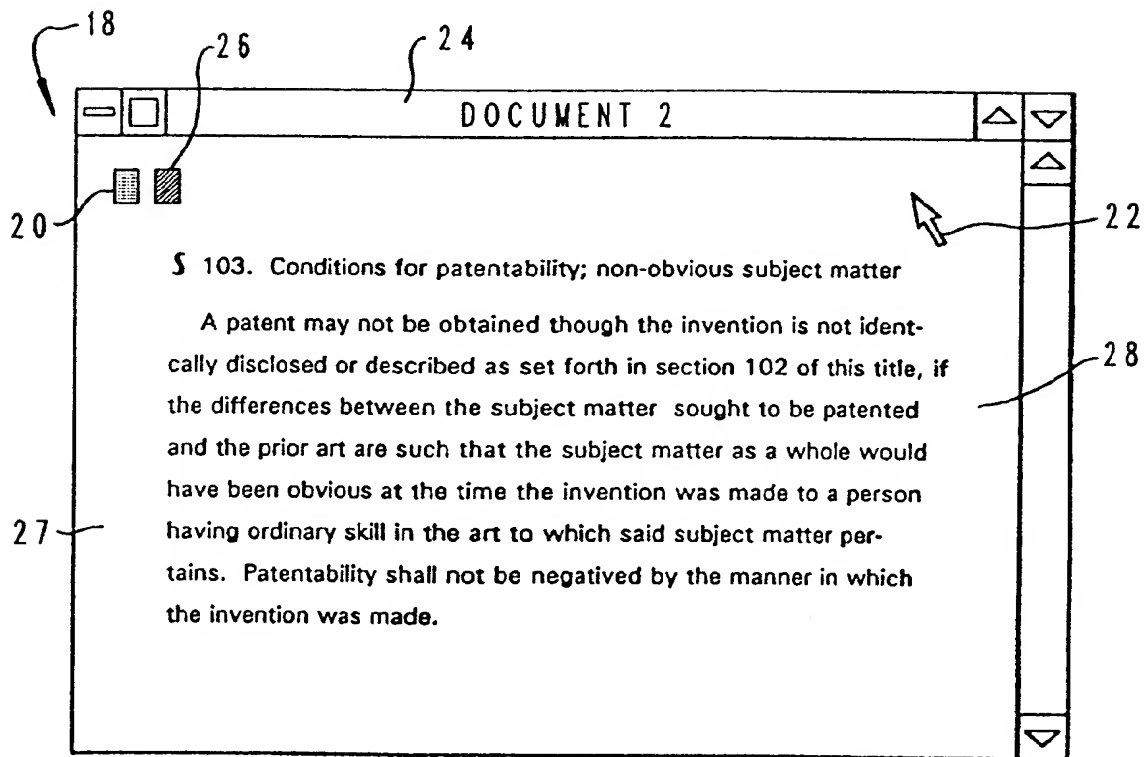 18
26
24
DOCUMENT 2
20
22
S 103. Conditions for patentability; non-obvious subject matter
A patent may not be obtained though the invention is not ident-
cally disclosed or described as set forth in section 102 of this title, if
28
the differences between the subject matter sought to be patented
and the prior art are such that the subject matter as a whole would
have been obvious at the time the invention was made to a person
27
having ordinary skill in the art to which said subject matter per-
tains. Patentability shall not be negatived by the manner in which
the invention was made.